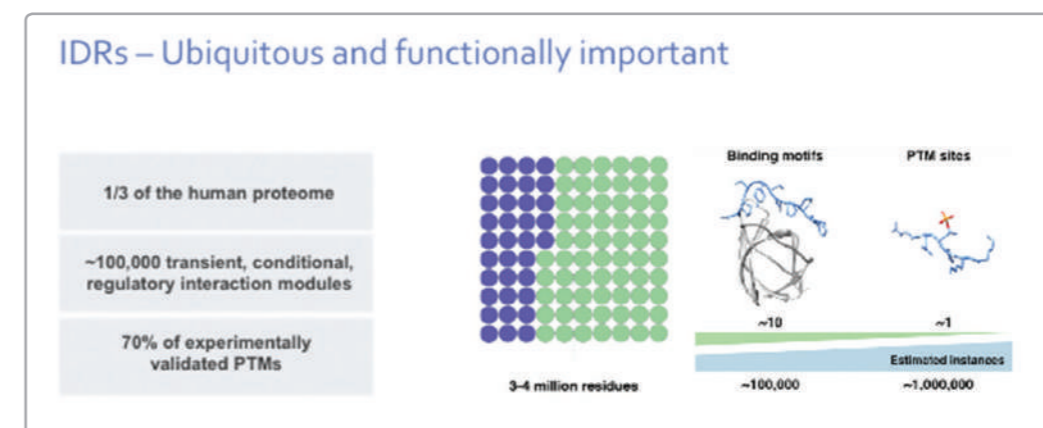 IDRs – Ubiquitous and functionally important
1/3 of the human proteome
~100,000 transient, conditional,
regulatory interaction modules
70% of experimentally
validated PTMs
3-4 million residues
Binding motifs
PTM sites
~10
~1
Estimated instances
~100,000
~1,000,000